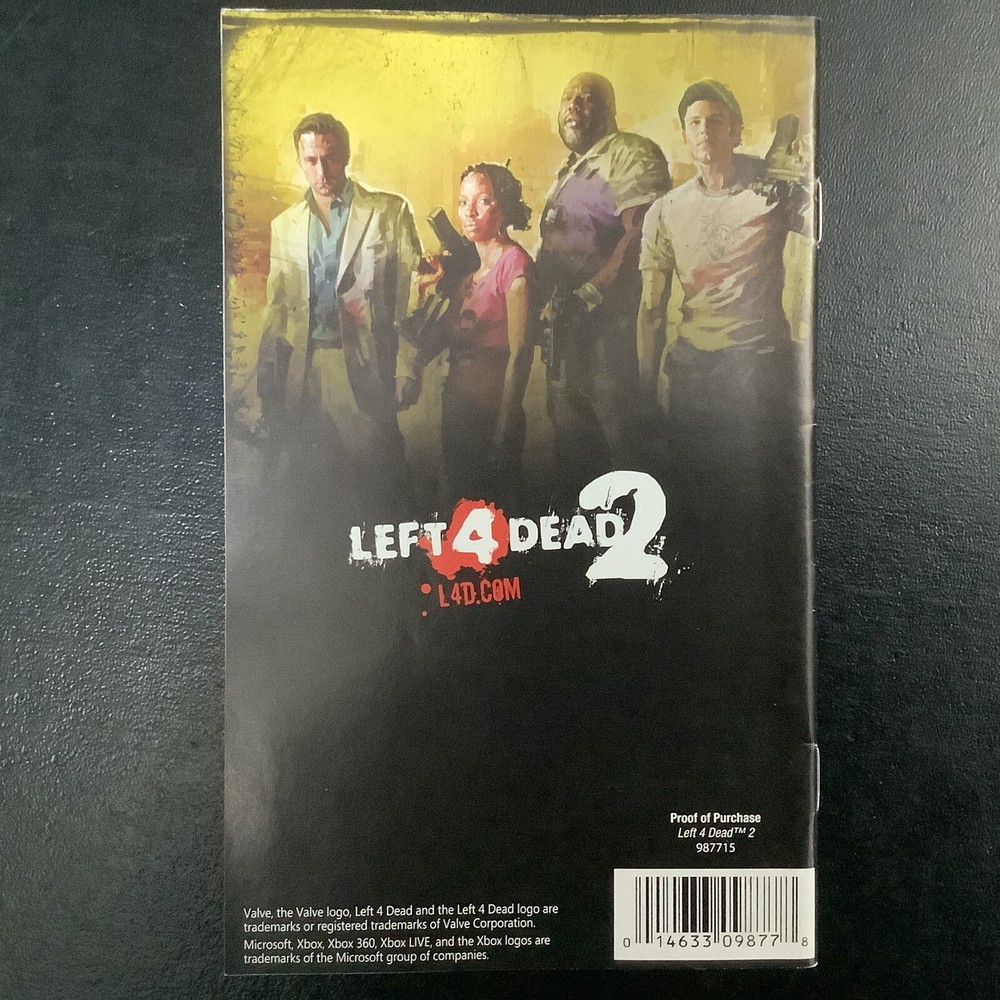 LEFT 4 DEAD 2
L4D.COM
Proof of Purchase
Left 4 Dead™ 2
987715
Valve, the Valve logo, Left 4 Dead and the Left 4 Dead logo are
trademarks or registered trademarks of Valve Corporation.
Microsoft, Xbox, Xbox 360, Xbox LIVE, and the Xbox logos are
trademarks of the Microsoft group of companies.
0 14633 09877 8